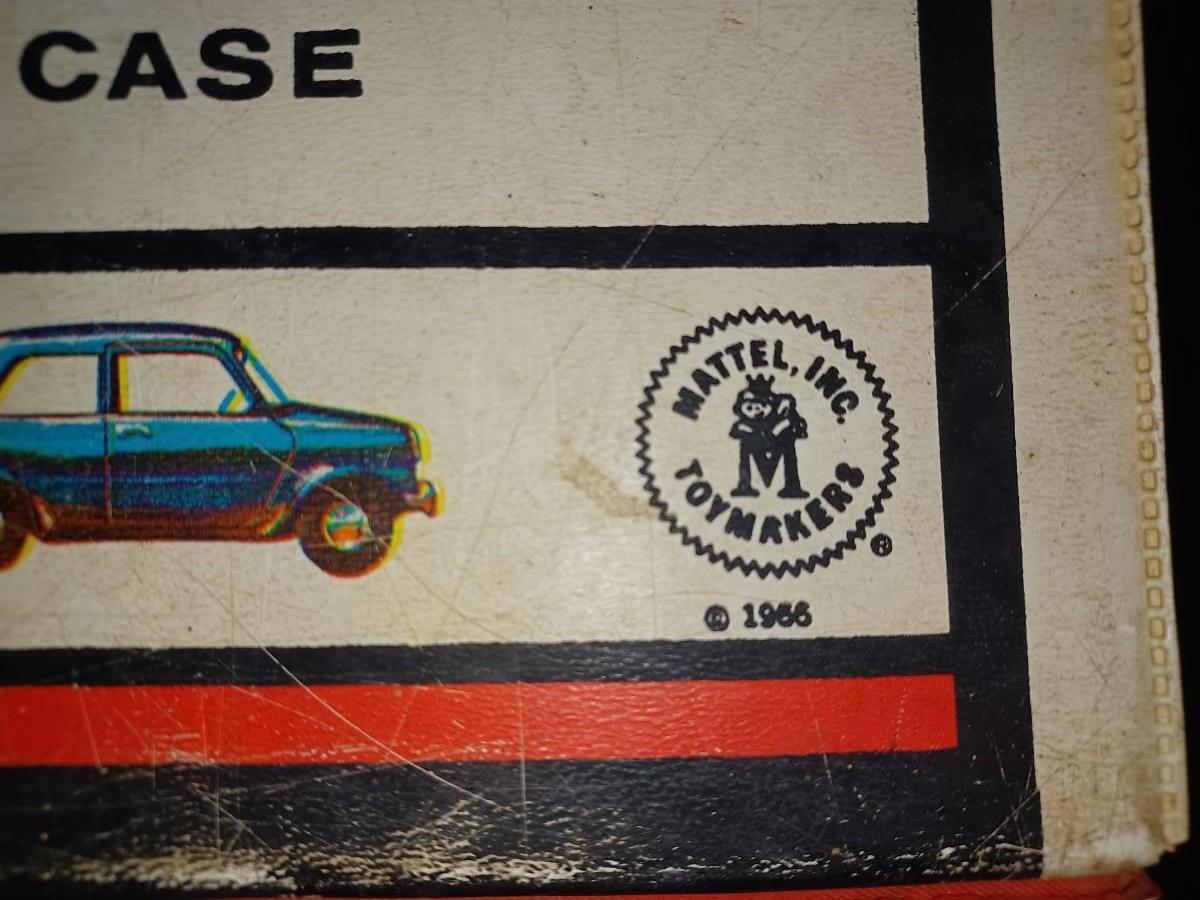 CASE
MATTEL, INC.
M
TOYMAKERS
®
© 1966